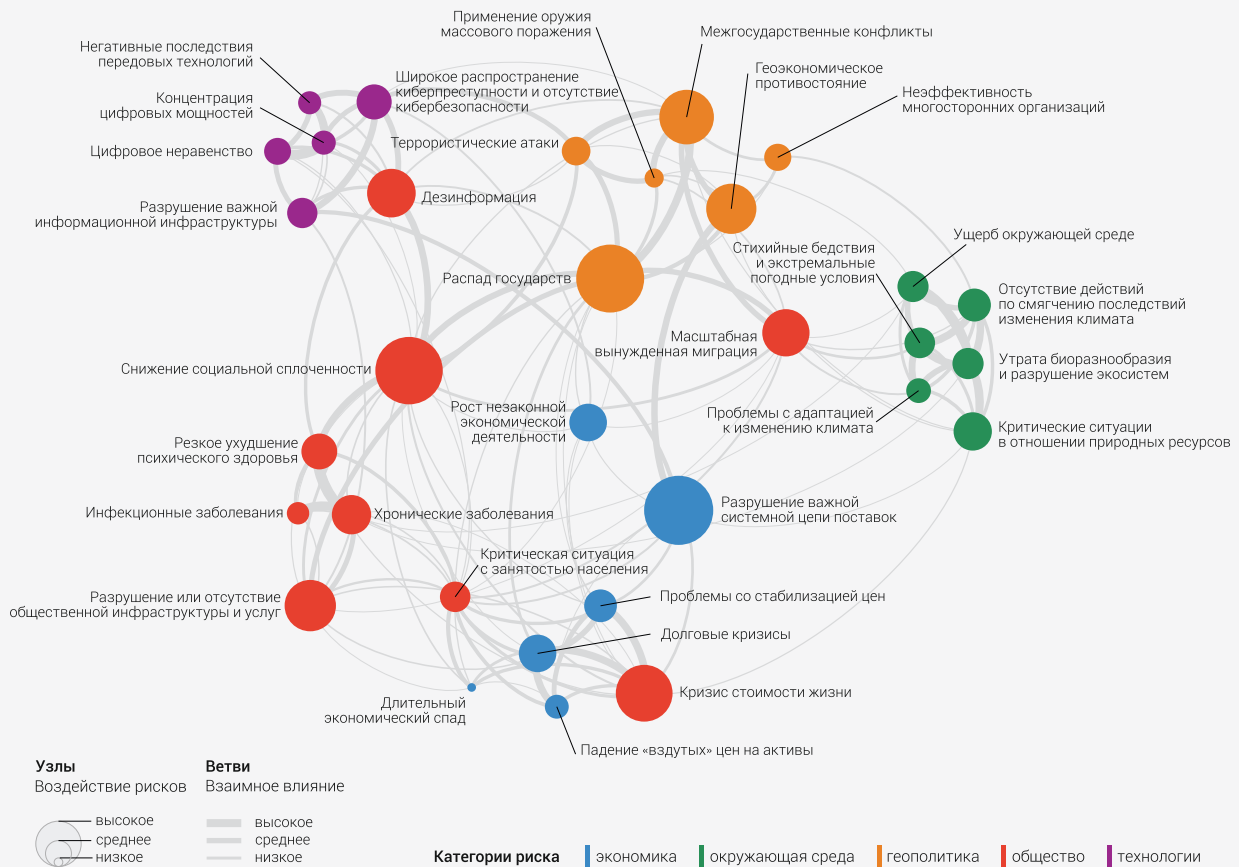 Применение оружия
массового поражения
Межгосударственные конфликты
Негативные последствия
передовых технологий
Широкое распространение
киберпреступности и отсутствие
кибербезопасности
Геоэкономическое
противостояние
Концентрация
цифровых мощностей
Неэффективность
многосторонних организаций
Цифровое неравенство
Террористические атаки
Дезинформация
Разрушение важной
информационной инфраструктуры
Ущерб окружающей среде
Стихийные бедствия
и экстремальные
погодные условия
Распад государств
Отсутствие действий
по смягчению последствий
изменения климата
Масштабная
вынужденная миграция
Утрата биоразнообразия
и разрушение экосистем
Снижение социальной сплоченности
Рост незаконной
экономической
деятельности
Проблемы с адаптацией
к изменению климата
Критические ситуации
в отношении природных ресурсов
Резкое ухудшение
психического здоровья
Инфекционные заболевания
Хронические заболевания
Разрушение важной
системной цепи поставок
Критическая ситуация
с занятостью населения
Разрушение или отсутствие
общественной инфраструктуры и услуг
Проблемы со стабилизацией цен
Долговые кризисы
Кризис стоимости жизни
Длительный
экономический спад
Падение «вздутых» цен на активы
Узлы
Воздействие рисков
высокое
среднее
низкое
Ветви
Взаимное влияние
высокое
среднее
низкое
Категории риска
экономика
окружающая среда
геополитика
общество
технологии